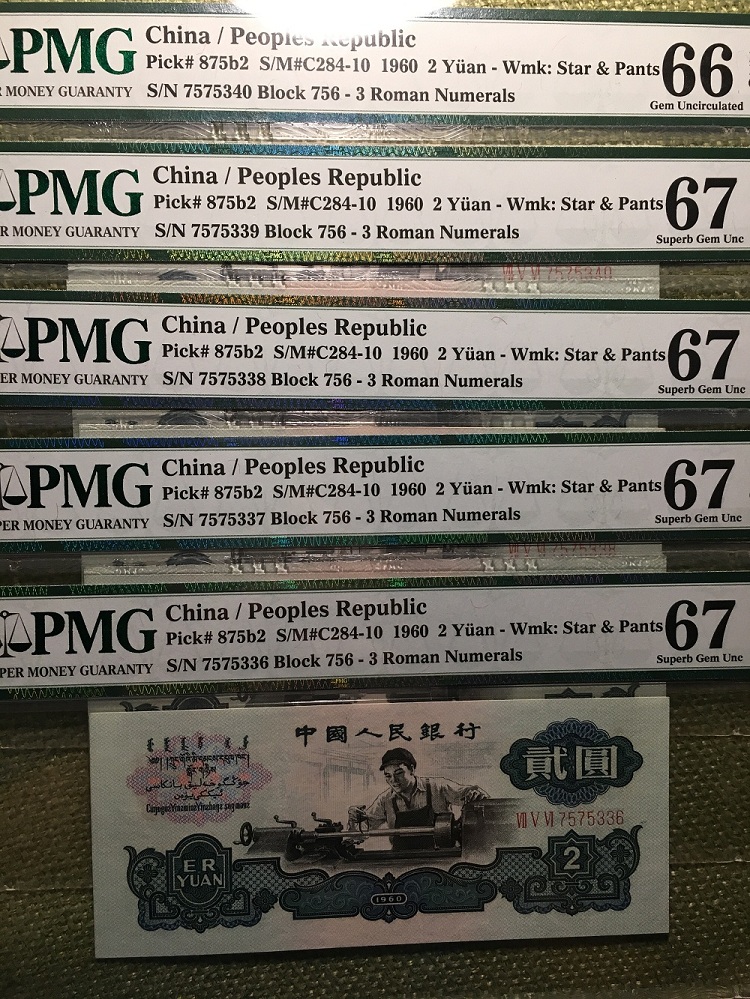 PMG
China / Peoples Republic
Pick# 875b2 S/M#C284-10 1960 2 Yüan - Wmk: Star & Pants
MONEY GUARANTY
S/N 7575340 Block 756 - 3 Roman Numerals
66
Gem Uncirculated
PMG
China / Peoples Republic
Pick# 875b2 S/M#C284-10 1960 2 Yüan - Wmk: Star & Pants
MONEY GUARANTY
S/N 7575339 Block 756 - 3 Roman Numerals
67
Superb Gem Unc
PMG
China / Peoples Republic
Pick# 875b2 S/M#C284-10 1960 2 Yüan - Wmk: Star & Pants
PER MONEY GUARANTY
S/N 7575338 Block 756 - 3 Roman Numerals
67
Superb Gem Unc
PMG
China / Peoples Republic
Pick# 875b2 S/M#C284-10 1960 2 Yüan - Wmk: Star & Pants
PER MONEY GUARANTY
S/N 7575337 Block 756 - 3 Roman Numerals
67
Superb Gem Unc
PMG
China / Peoples Republic
Pick# 875b2 S/M#C284-10 1960 2 Yüan - Wmk: Star & Pants
PER MONEY GUARANTY
S/N 7575336 Block 756 - 3 Roman Numerals
67
Superb Gem Unc
中國人民銀行
貳圓
Ⅶ Ⅴ Ⅵ 7575336
ER
YUAN
2
1960